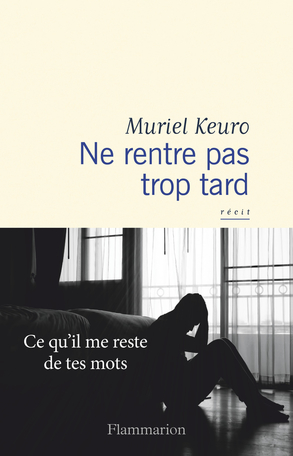 Muriel Keuro
Ne rentre pas
trop tard
récit
Ce qu'il me reste
de tes mots
Flammarion